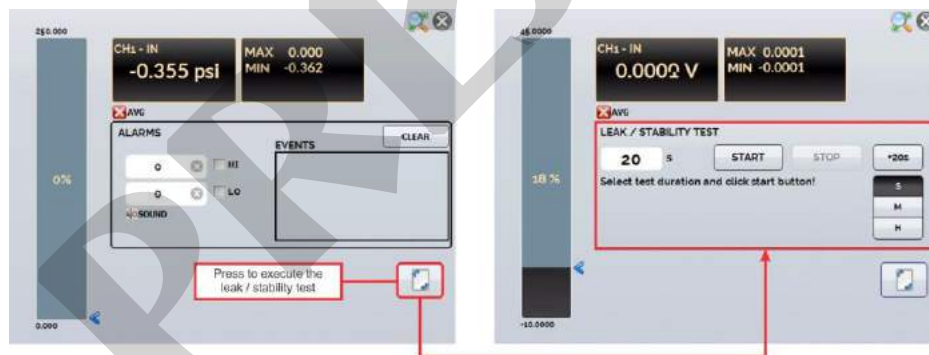 250.000
CH1 - IN
-0.355 psi
MAX 0.000
MIN -0.362
AVG
ALARMS
CLEAR
EVENTS
0
HI
0
LO
SOUND
0%
Press to execute the
leak / stability test
0.000
45.0000
CH1 - IN
0.0000 V
MAX 0.0001
MIN -0.0001
AVG
LEAK / STABILITY TEST
20 s
START
STOP
+20s
Select test duration and click start button!
S
M
H
18 %
-10.0000